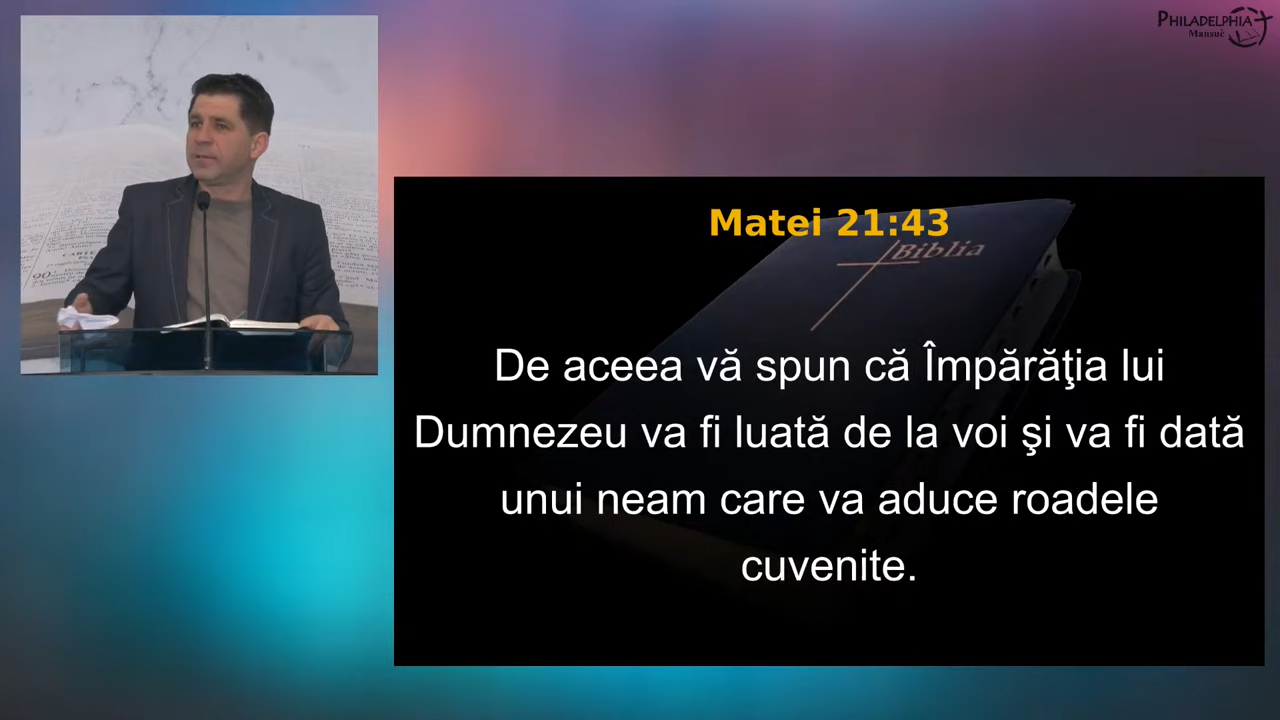 PHILADELPHIA
Mansuè
Matei 21:43
Biblia
De aceea vă spun că Împărăţia lui
Dumnezeu va fi luată de la voi şi va fi dată
unui neam care va aduce roadele
cuvenite.